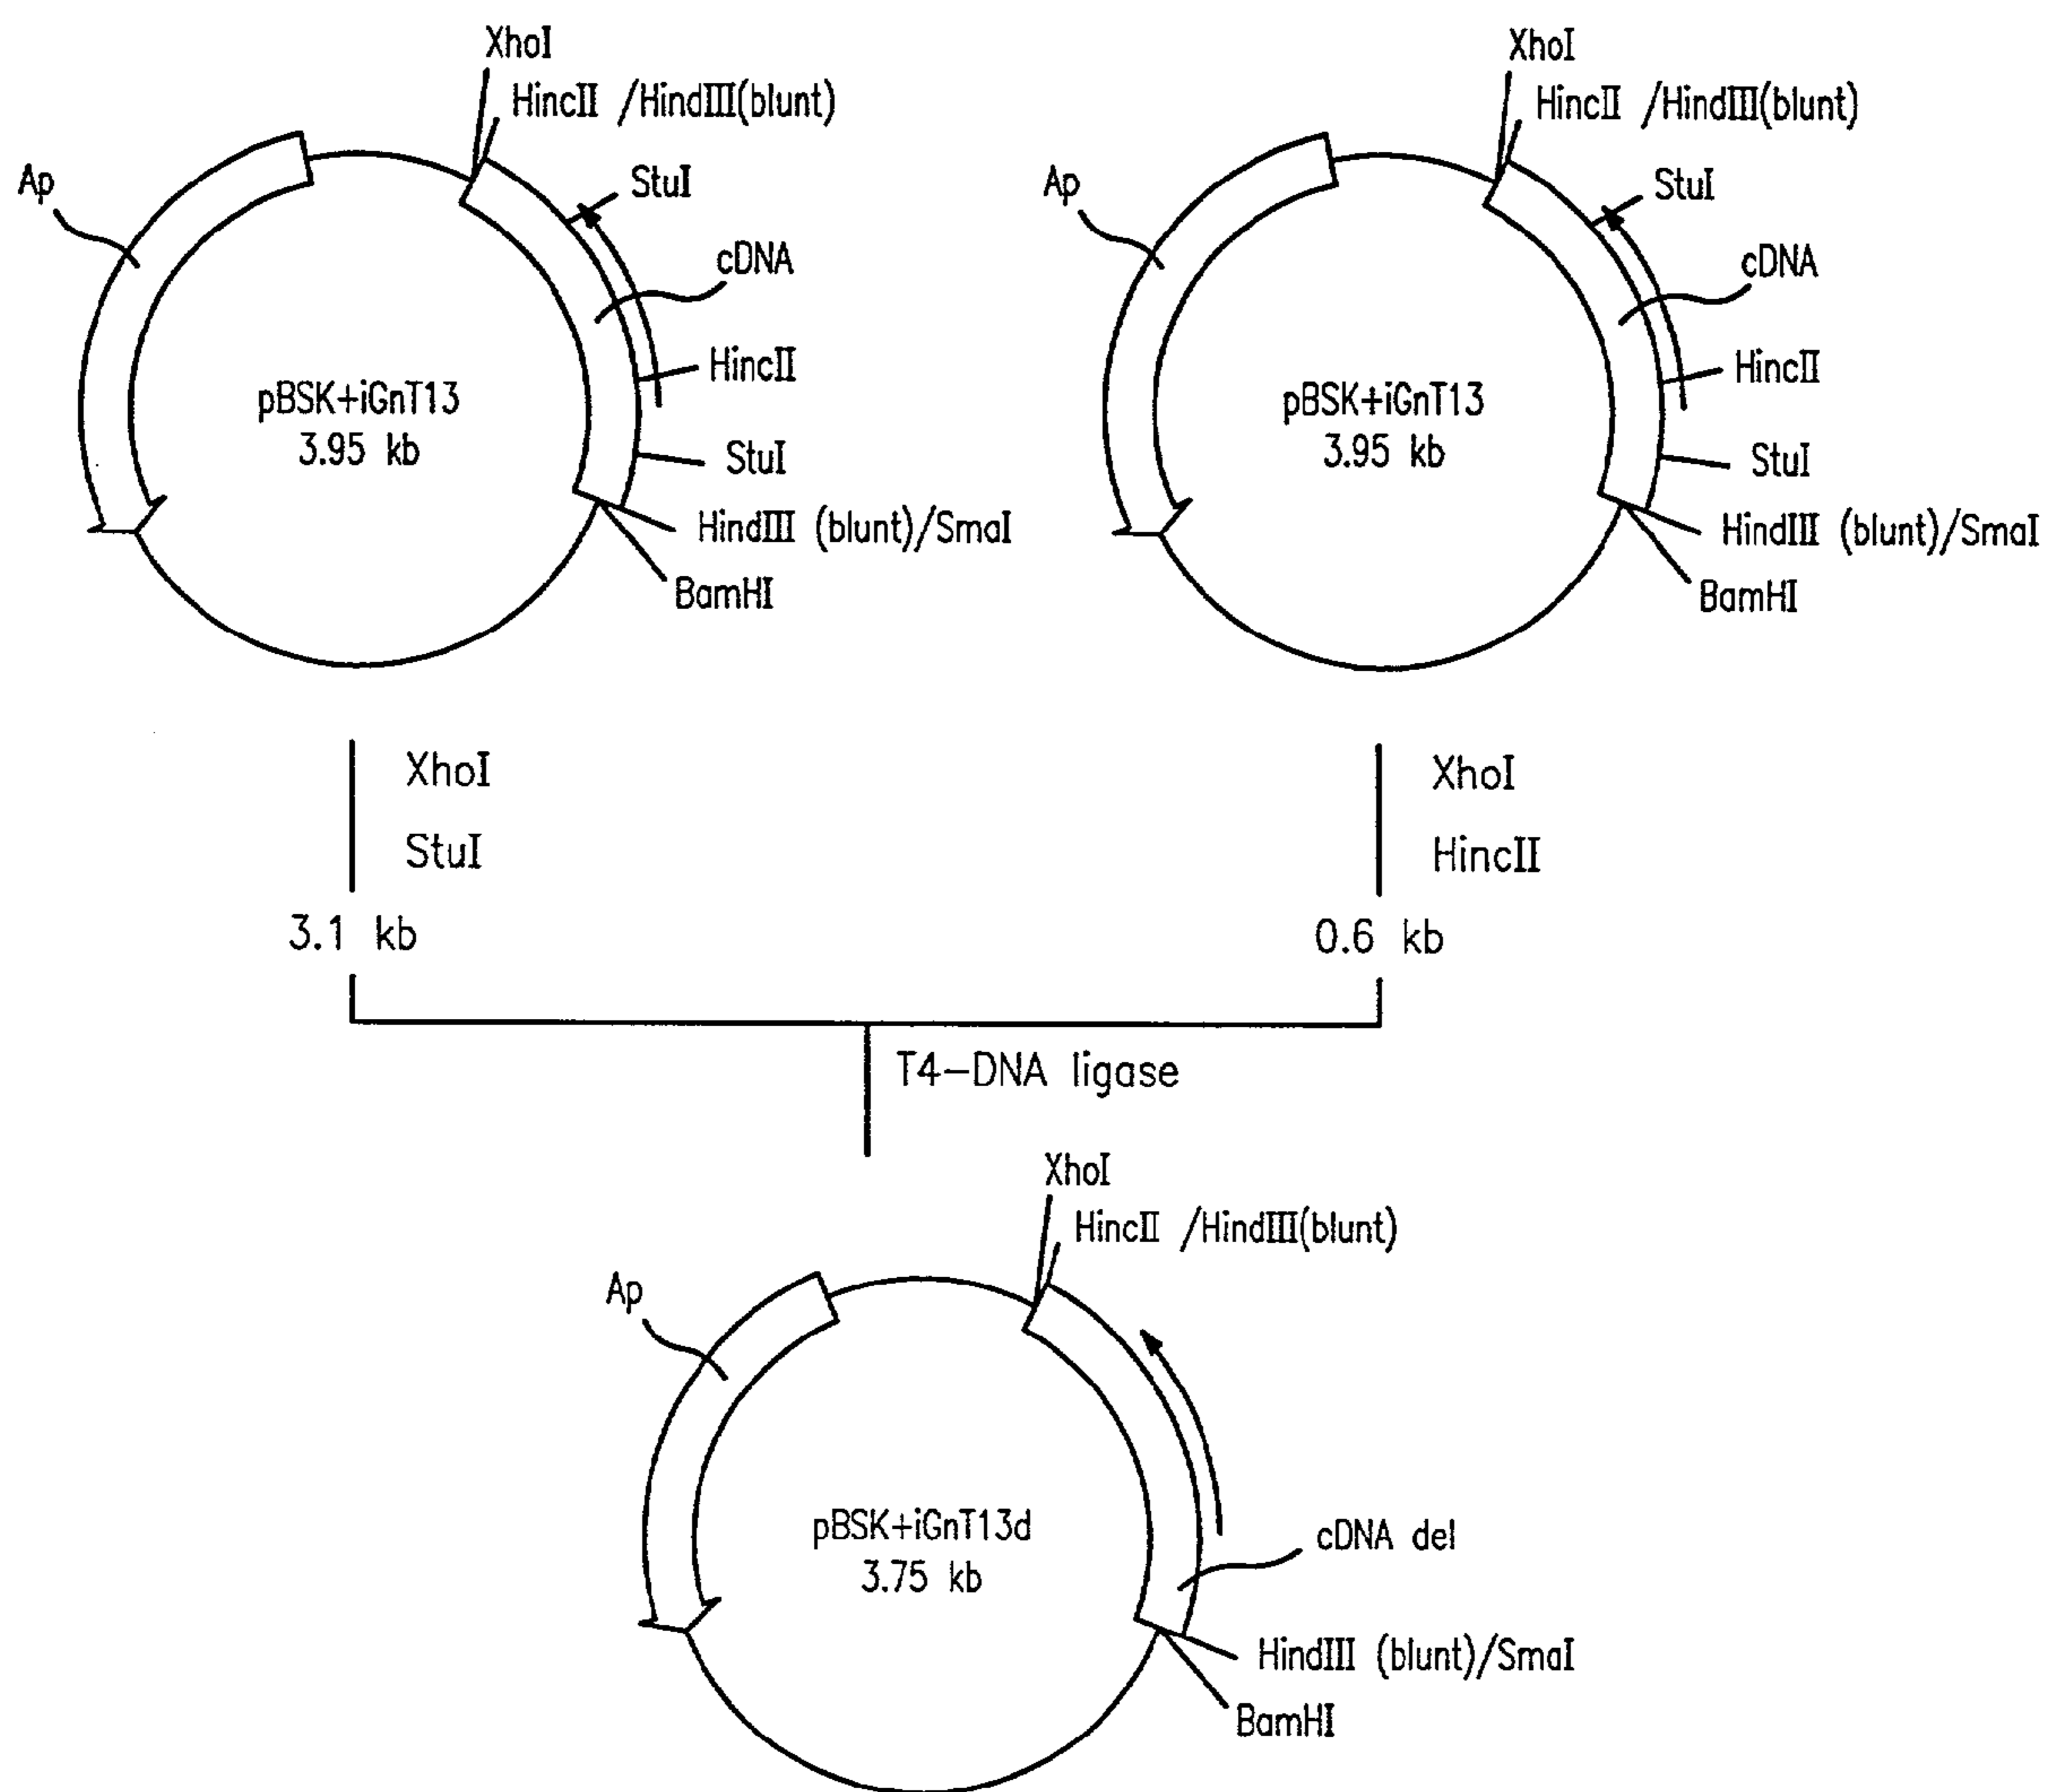 XhoI
HincII /HindIII(blunt)
StuI
Ap
cDNA
HincII
pBSK+iGnT13
3.95 kb
StuI
HindIII (blunt)/SmaI
BamHI
XhoI
HincII /HindIII(blunt)
StuI
Ap
cDNA
HincII
pBSK+iGnT13
3.95 kb
StuI
HindIII (blunt)/SmaI
BamHI
XhoI
StuI
3.1 kb
XhoI
HincII
0.6 kb
T4-DNA ligase
XhoI
HincII /HindIII(blunt)
Ap
pBSK+iGnT13d
3.75 kb
cDNA del
HindIII (blunt)/SmaI
BamHI